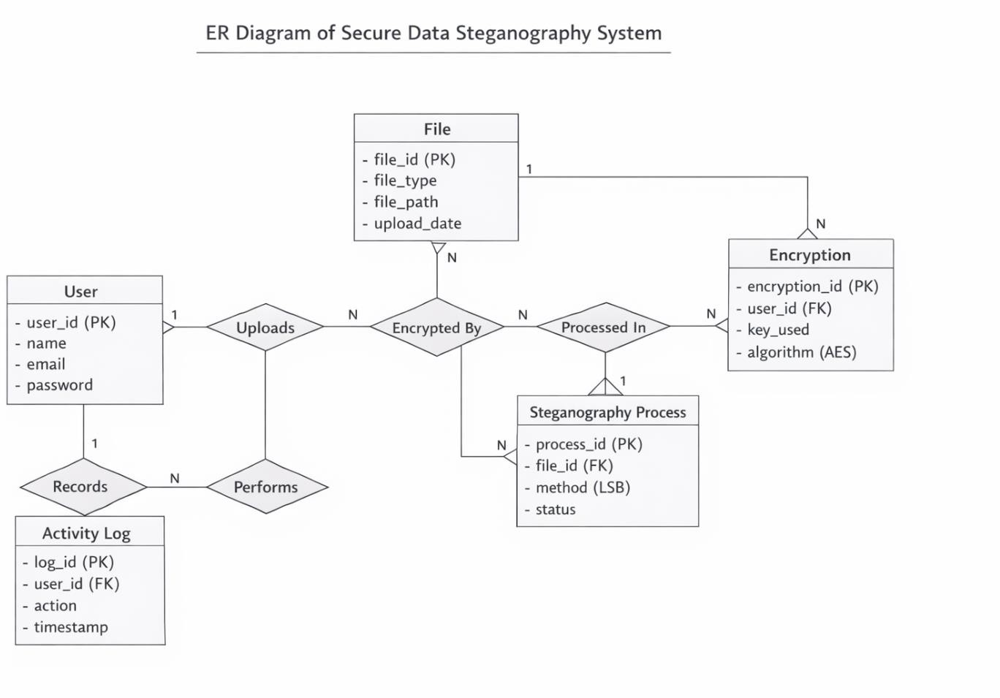 ER Diagram of Secure Data Steganography System
File
- file_id (PK)
- file_type
- file_path
- upload_date
1
N
N
Encryption
- encryption_id (PK)
- user_id (FK)
- key_used
- algorithm (AES)
User
- user_id (PK)
- name
- email
- password
1
Uploads
N
Encrypted By
N
Processed In
N
1
Steganography Process
- process_id (PK)
- file_id (FK)
- method (LSB)
- status
N
1
Records
N
Performs
Activity Log
- log_id (PK)
- user_id (FK)
- action
- timestamp